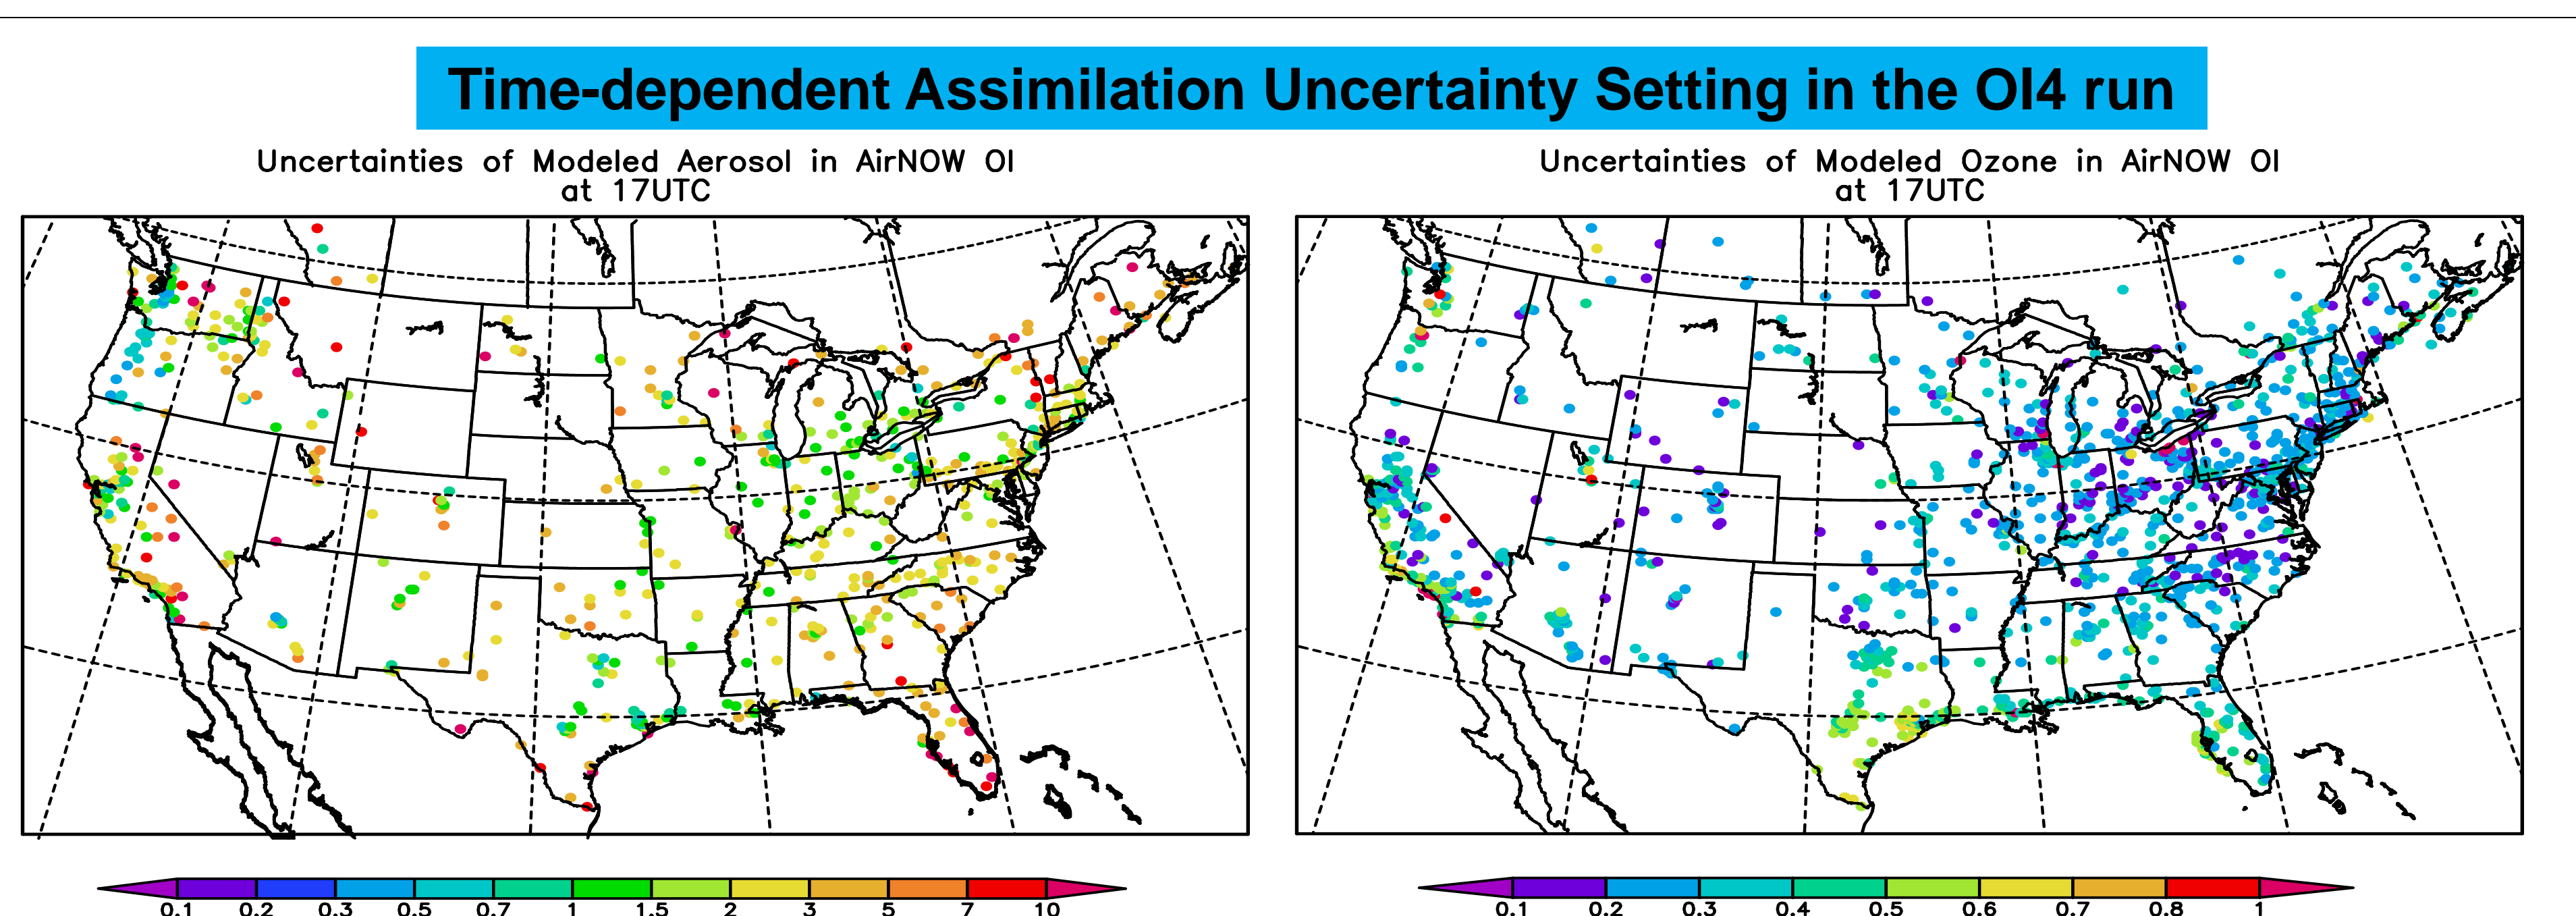 Time-dependent Assimilation Uncertainty Setting in the OI4 run
Uncertainties of Modeled Aerosol in AirNOW OI
at 17UTC
Uncertainties of Modeled Ozone in AirNOW OI
at 17UTC
0.1 0.2 0.3 0.5 0.7 1 1.5 2 3 5 7 10
0.1 0.2 0.3 0.4 0.5 0.6 0.7 0.8 1